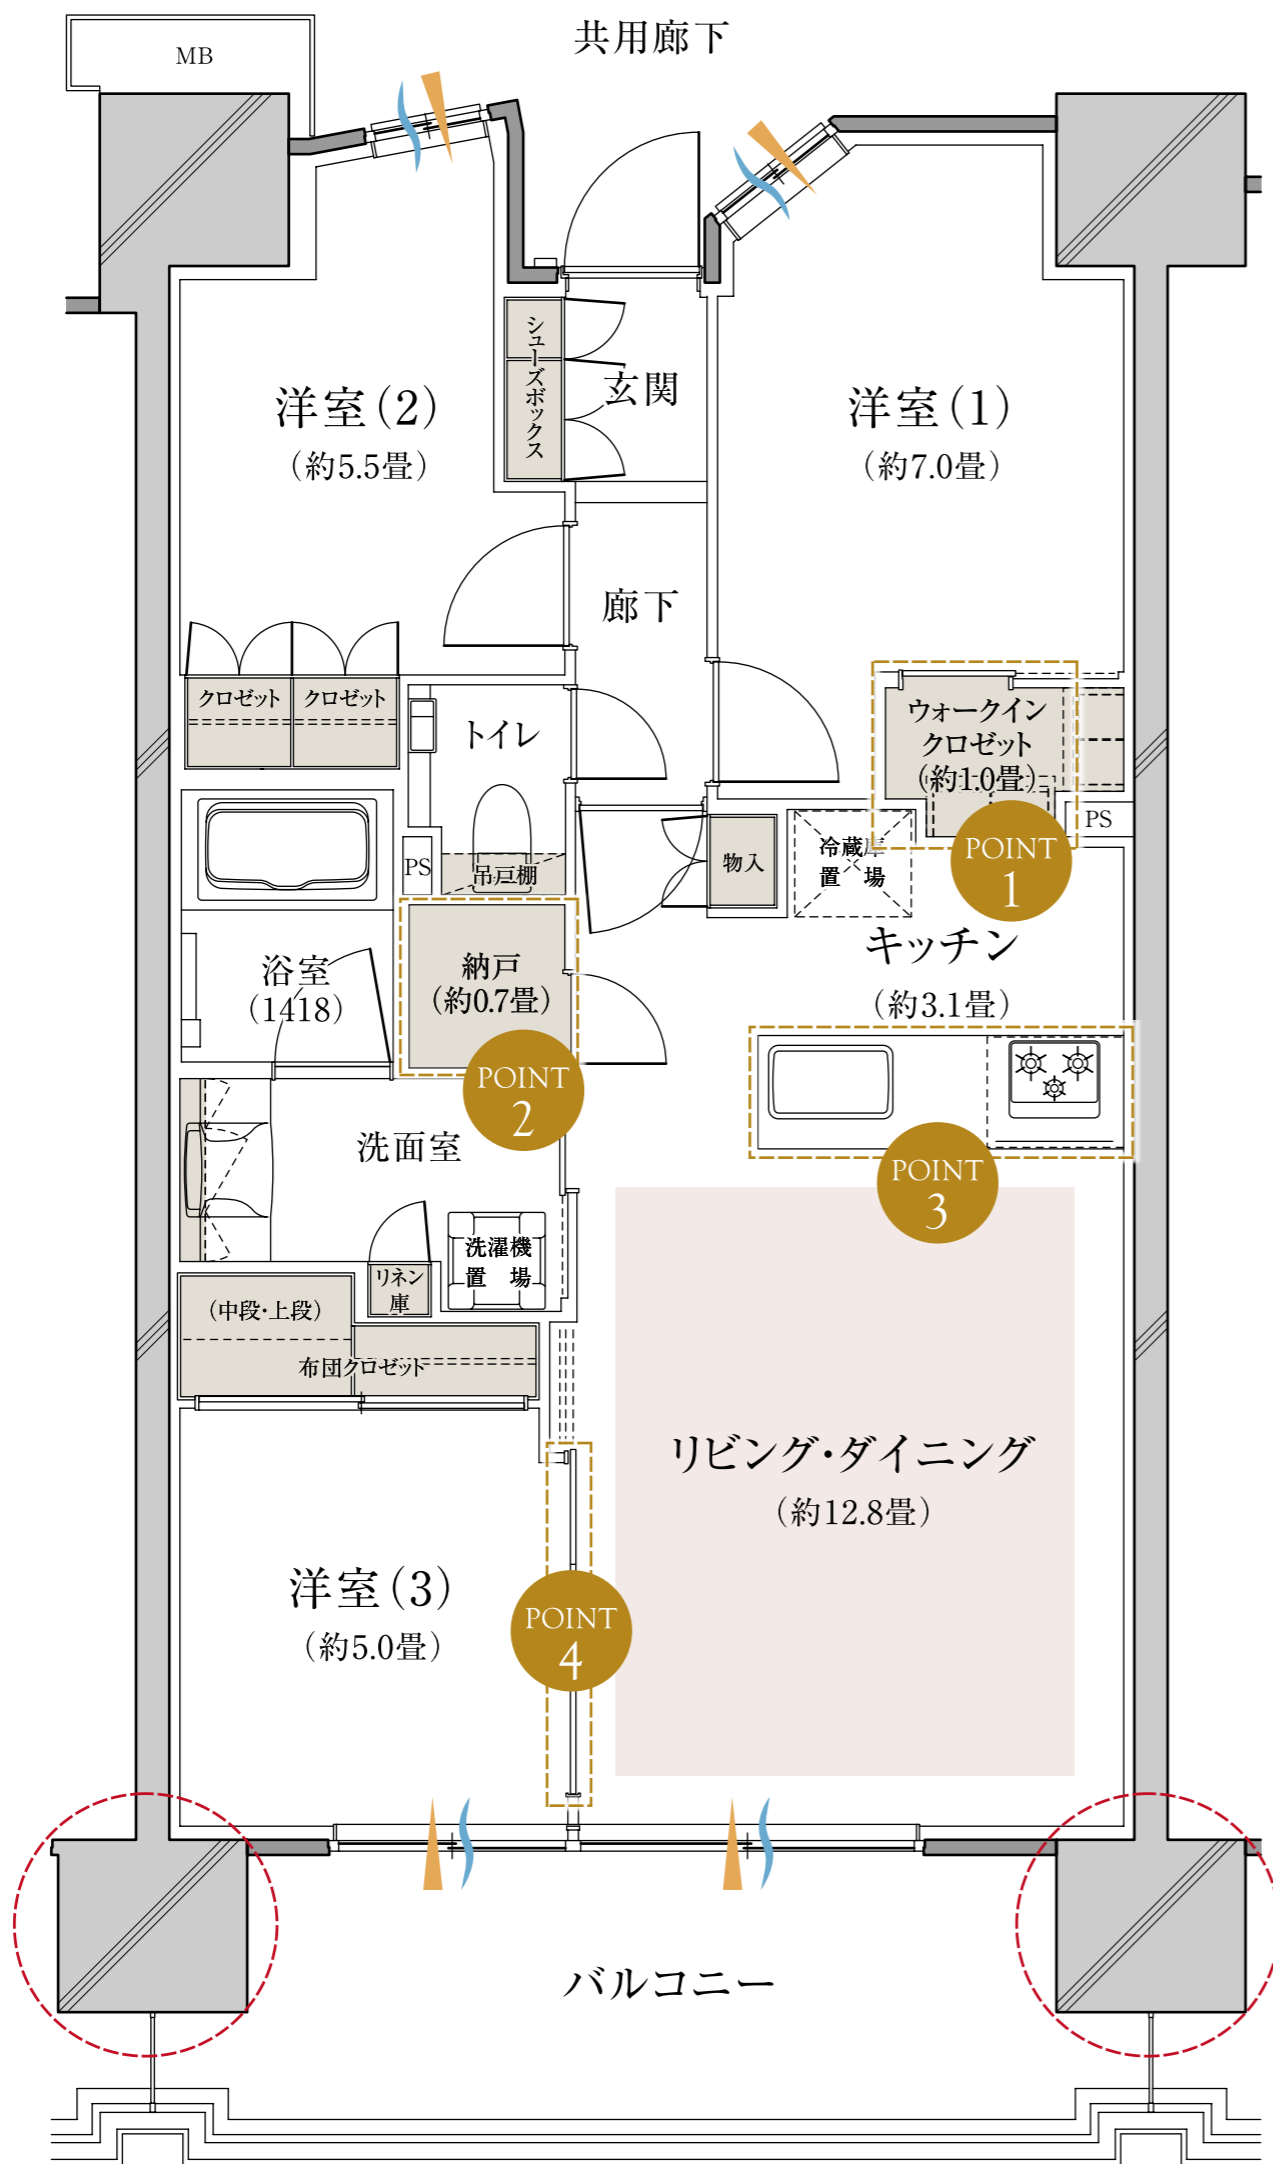 共用廊下
MB
シューズボックス
玄関
洋室(2)
(約5.5畳)
洋室(1)
(約7.0畳)
廊下
クロゼット
クロゼット
トイレ
ウォークイン
クロゼット
(約1.0畳)
PS
POINT
1
PS
吊戸棚
物入
冷蔵庫
置 場
キッチン
(約3.1畳)
浴室
(1418)
納戸
(約0.7畳)
POINT
2
洗面室
POINT
3
洗濯機
置 場
リネン
庫
(中段・上段)
布団クロゼット
リビング・ダイニング
(約12.8畳)
洋室(3)
(約5.0畳)
POINT
4
バルコニー